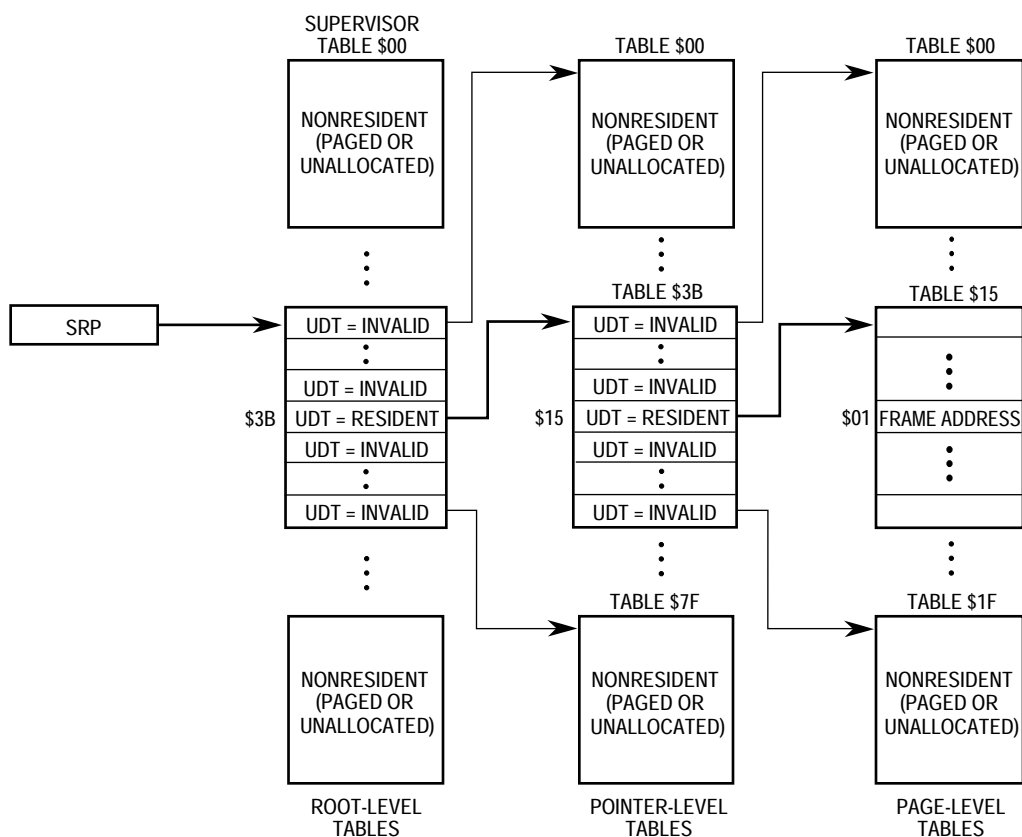 SUPERVISOR
TABLE $00
TABLE $00
TABLE $00
NONRESIDENT
(PAGED OR
UNALLOCATED)
NONRESIDENT
(PAGED OR
UNALLOCATED)
NONRESIDENT
(PAGED OR
UNALLOCATED)
TABLE $3B
TABLE $15
SRP
UDT = INVALID
UDT = INVALID
UDT = INVALID
UDT = INVALID
$3B
UDT = RESIDENT
$15
UDT = RESIDENT
$01
FRAME ADDRESS
UDT = INVALID
UDT = INVALID
UDT = INVALID
UDT = INVALID
TABLE $7F
TABLE $1F
NONRESIDENT
(PAGED OR
UNALLOCATED)
NONRESIDENT
(PAGED OR
UNALLOCATED)
NONRESIDENT
(PAGED OR
UNALLOCATED)
ROOT-LEVEL
TABLES
POINTER-LEVEL
TABLES
PAGE-LEVEL
TABLES